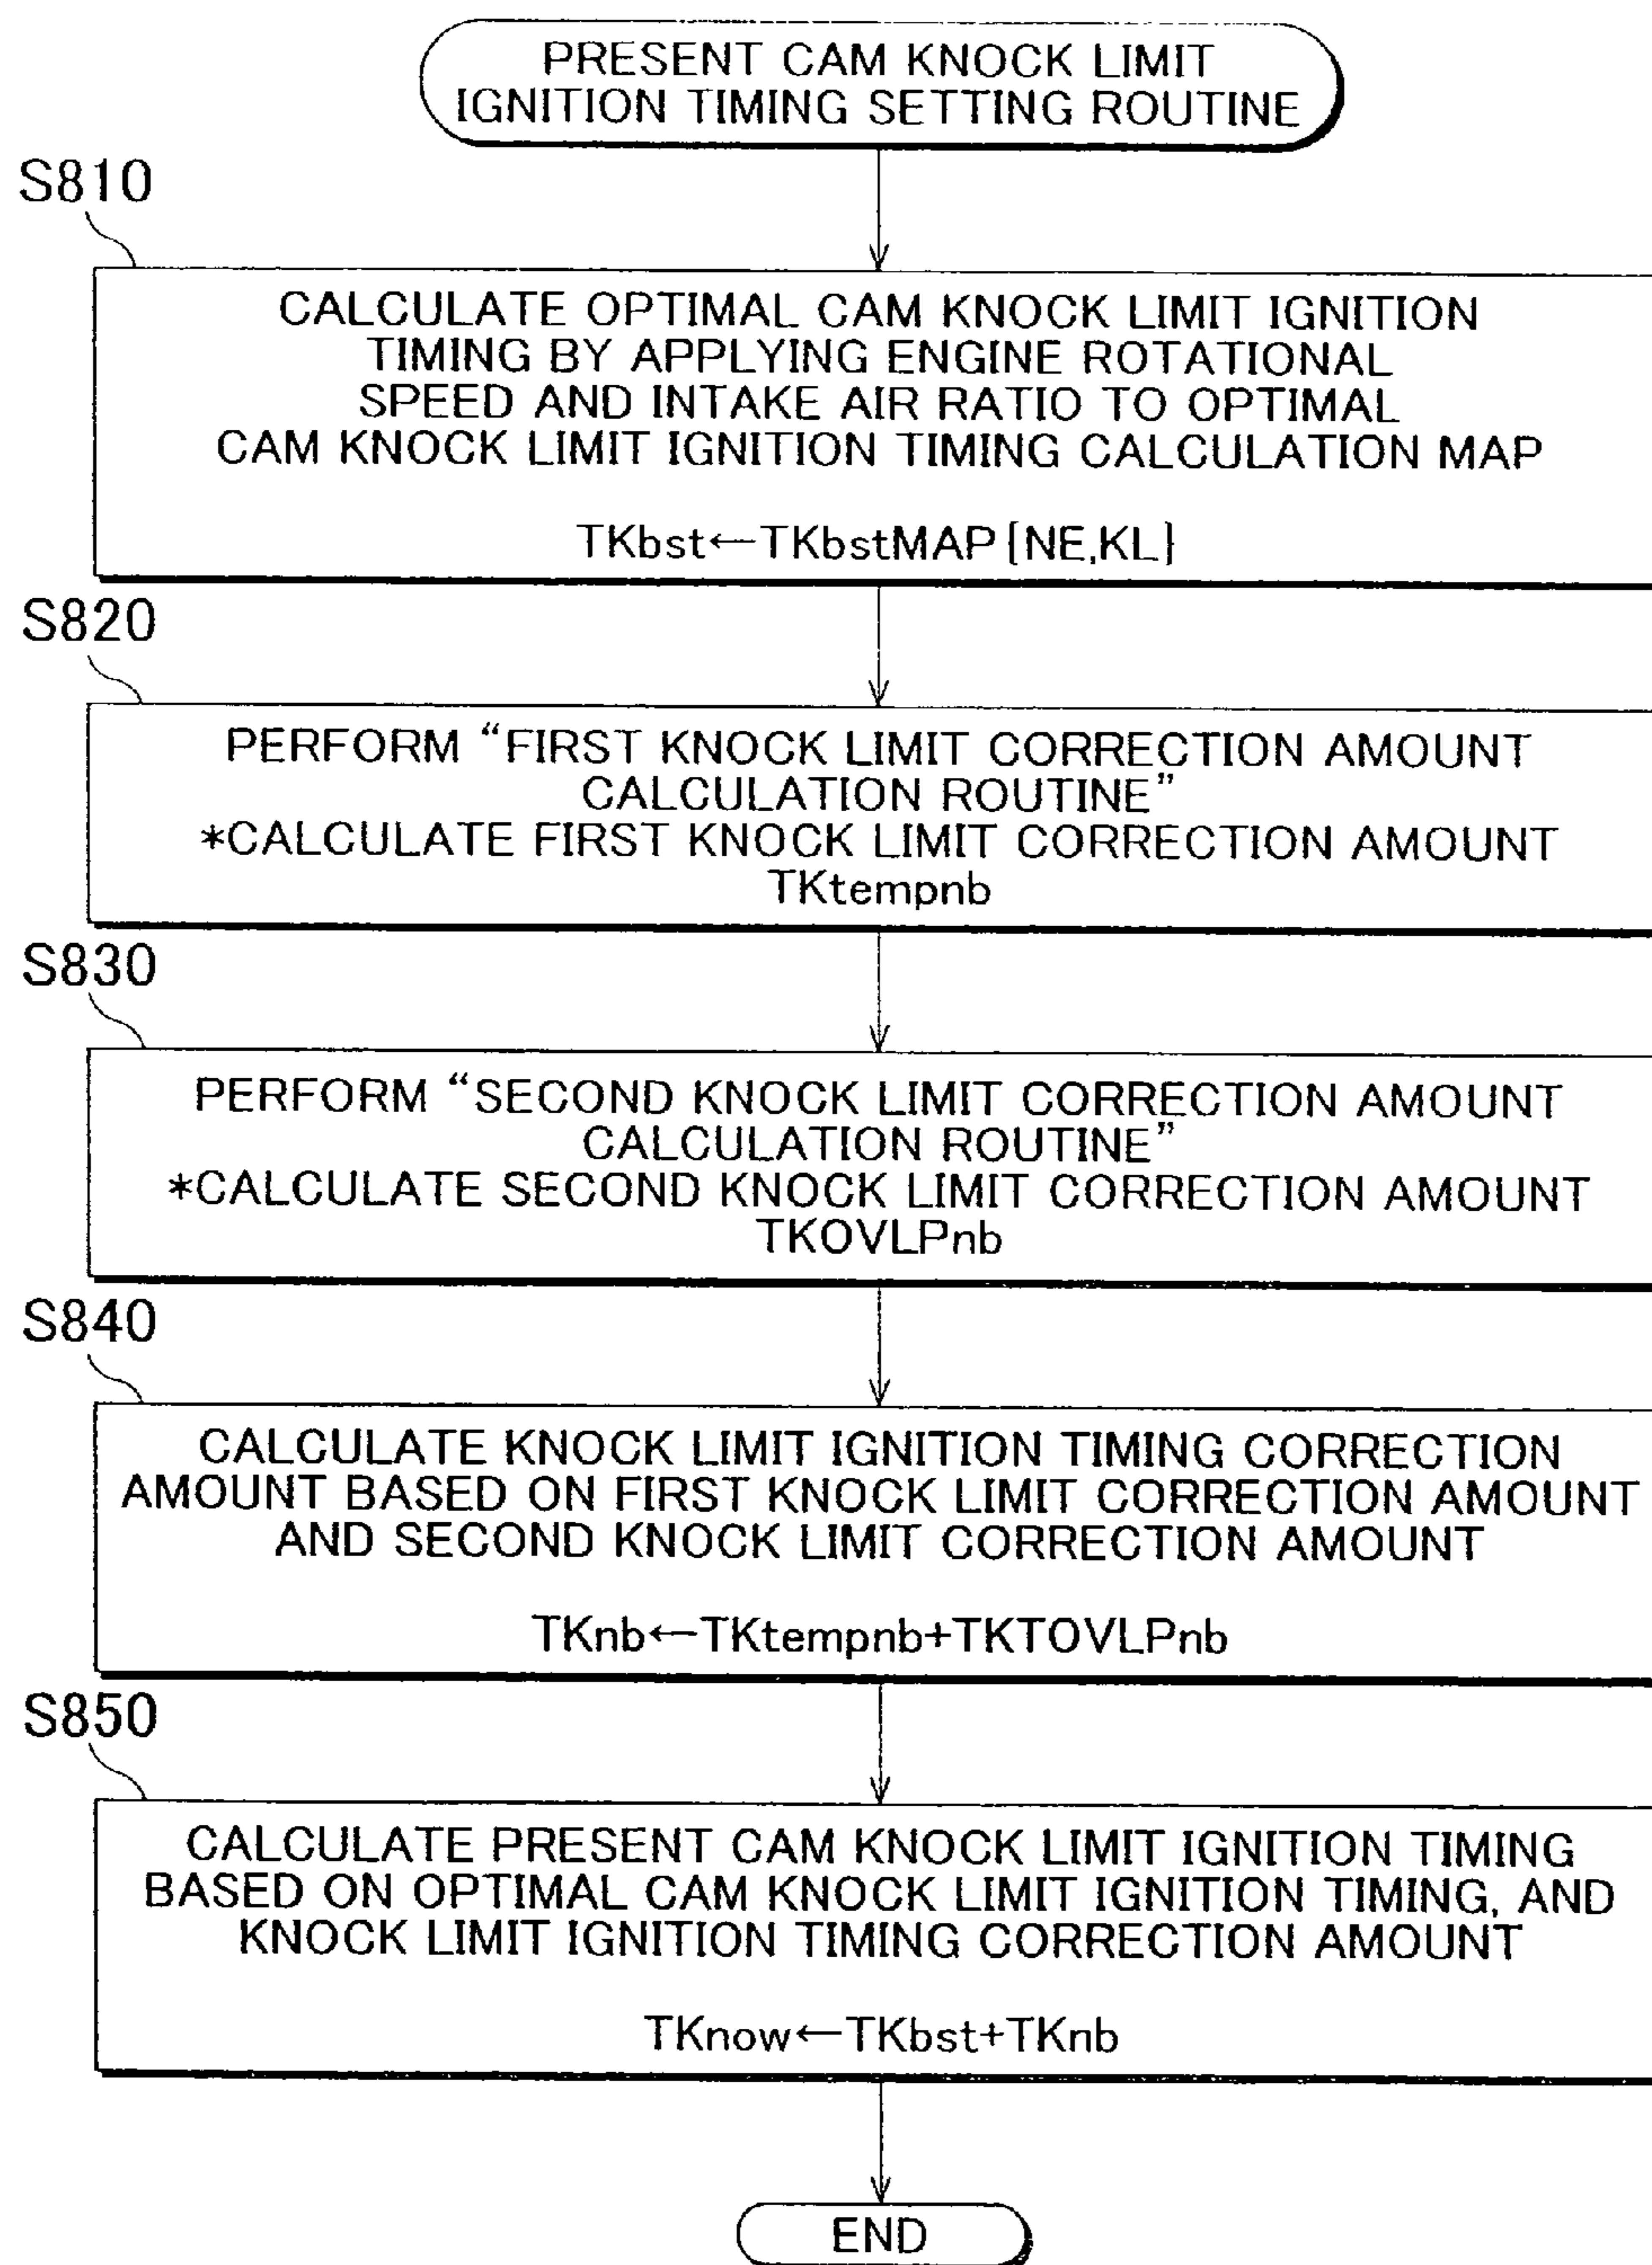 PRESENT CAM KNOCK LIMIT
IGNITION TIMING SETTING ROUTINE
S810
CALCULATE OPTIMAL CAM KNOCK LIMIT IGNITION
TIMING BY APPLYING ENGINE ROTATIONAL
SPEED AND INTAKE AIR RATIO TO OPTIMAL
CAM KNOCK LIMIT IGNITION TIMING CALCULATION MAP
TKbst←TKbstMAP[NE,KL]
S820
PERFORM “FIRST KNOCK LIMIT CORRECTION AMOUNT
CALCULATION ROUTINE”
*CALCULATE FIRST KNOCK LIMIT CORRECTION AMOUNT
TKtempnb
S830
PERFORM “SECOND KNOCK LIMIT CORRECTION AMOUNT
CALCULATION ROUTINE”
*CALCULATE SECOND KNOCK LIMIT CORRECTION AMOUNT
TKOVLPnb
S840
CALCULATE KNOCK LIMIT IGNITION TIMING CORRECTION
AMOUNT BASED ON FIRST KNOCK LIMIT CORRECTION AMOUNT
AND SECOND KNOCK LIMIT CORRECTION AMOUNT
TKnb←TKtempnb+TKTOVLPnb
S850
CALCULATE PRESENT CAM KNOCK LIMIT IGNITION TIMING
BASED ON OPTIMAL CAM KNOCK LIMIT IGNITION TIMING, AND
KNOCK LIMIT IGNITION TIMING CORRECTION AMOUNT
TKnow←TKbst+TKnb
END